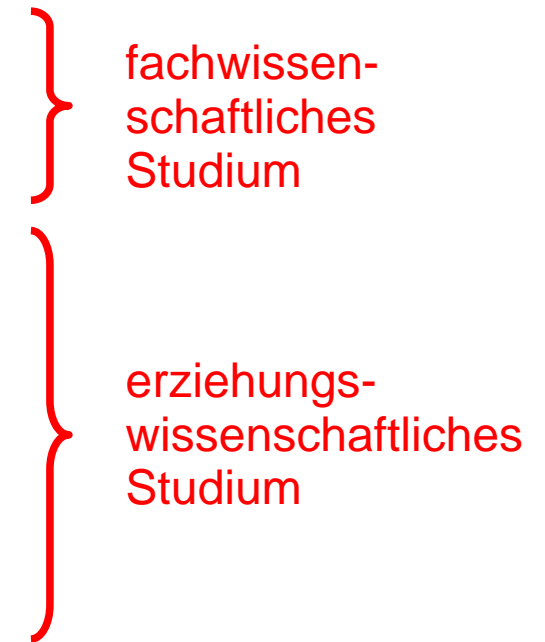 fachwissen-
schaftliches
Studium
erziehungs-
wissenschaftliches
Studium